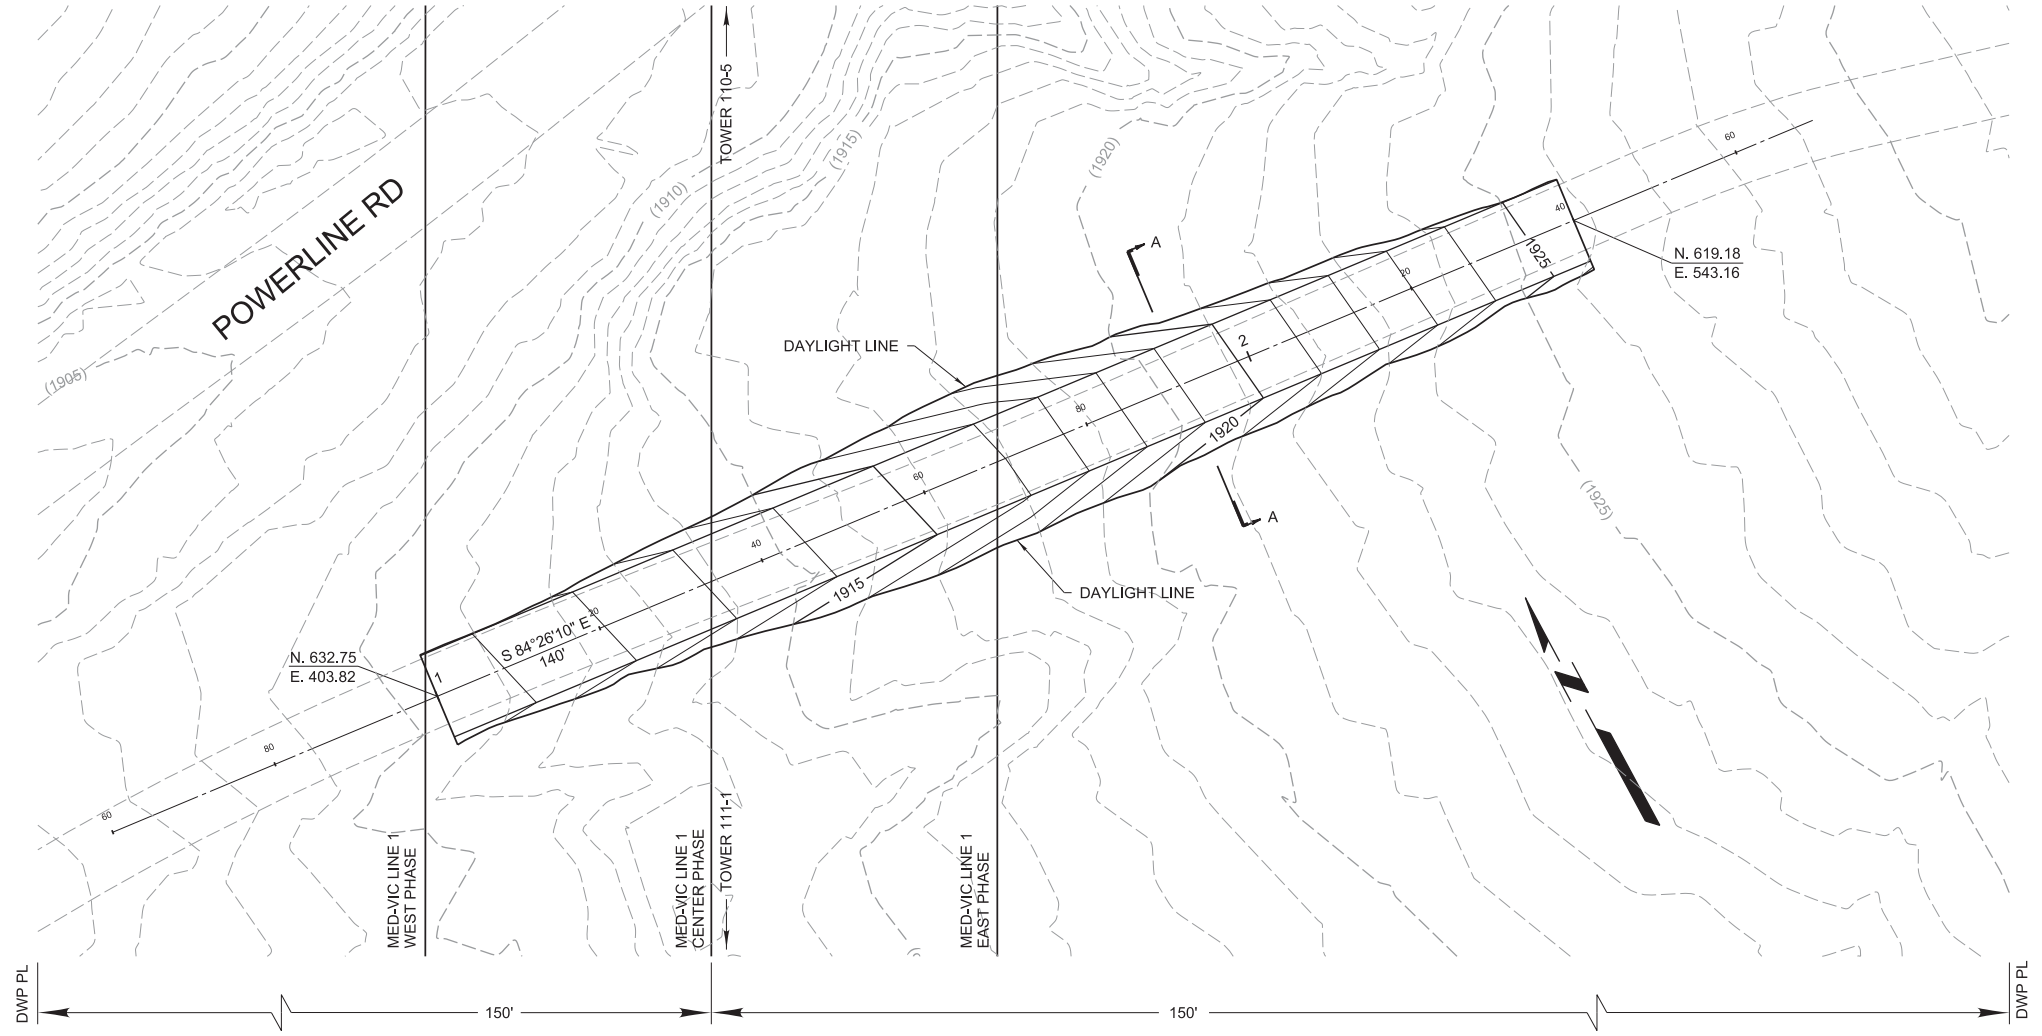 TOWER 110-5
POWERLINE RD
(1905)
(1910)
(1915)
(1920)
(1925)
60
40
N. 619.18
E. 543.16
1925
20
2
A
DAYLIGHT LINE
80
1920
60
A
40
1915
DAYLIGHT LINE
20
S 84°26'10" E
140'
N. 632.75
E. 403.82
1
80
60
MED-VIC LINE 1
WEST PHASE
MED-VIC LINE 1
CENTER PHASE
TOWER 111-1
MED-VIC LINE 1
EAST PHASE
DWP PL
150'
150'
DWP PL